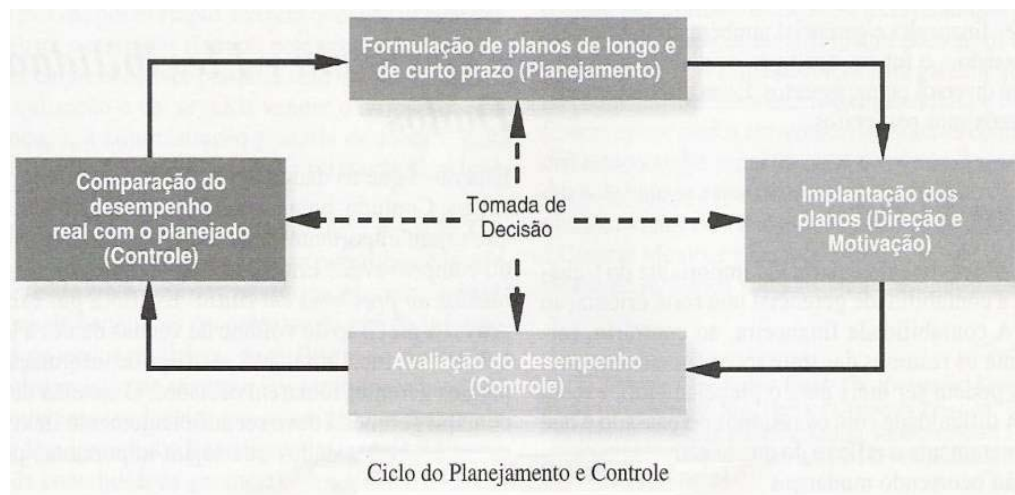 Formulação de planos de longo e
de curto prazo (Planejamento)
Comparação do
desempenho
real com o planejado
(Controle)
Tomada de
Decisão
Implantação dos
planos (Direção e
Motivação)
Avaliação do desempenho
(Controle)
Ciclo do Planejamento e Controle